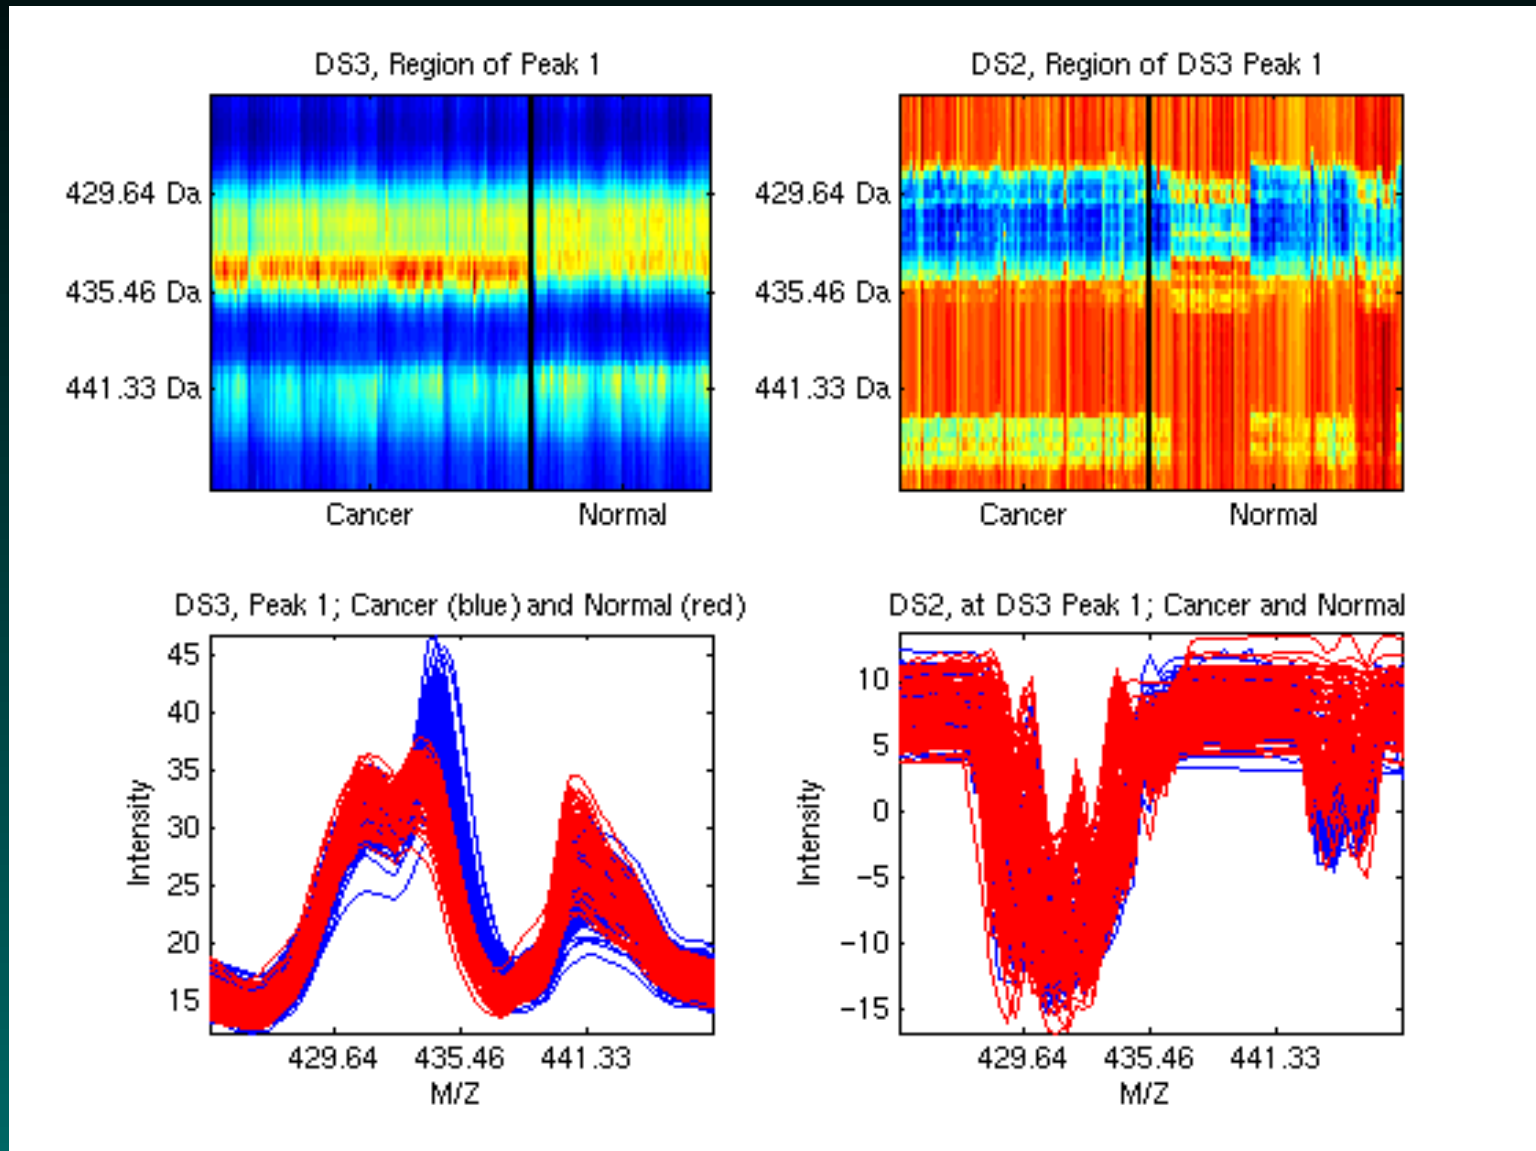 DS3, Region of Peak 1
429.64 Da
435.46 Da
441.33 Da
Cancer Normal
DS2, Region of DS3 Peak 1
429.64 Da
435.46 Da
441.33 Da
Cancer Normal
DS3, Peak 1; Cancer (blue) and Normal (red)
Intensity
45
40
35
30
25
20
15
429.64 435.46 441.33
M/Z
DS2, at DS3 Peak 1; Cancer and Normal
Intensity
10
5
0
−5
−10
−15
429.64 435.46 441.33
M/Z